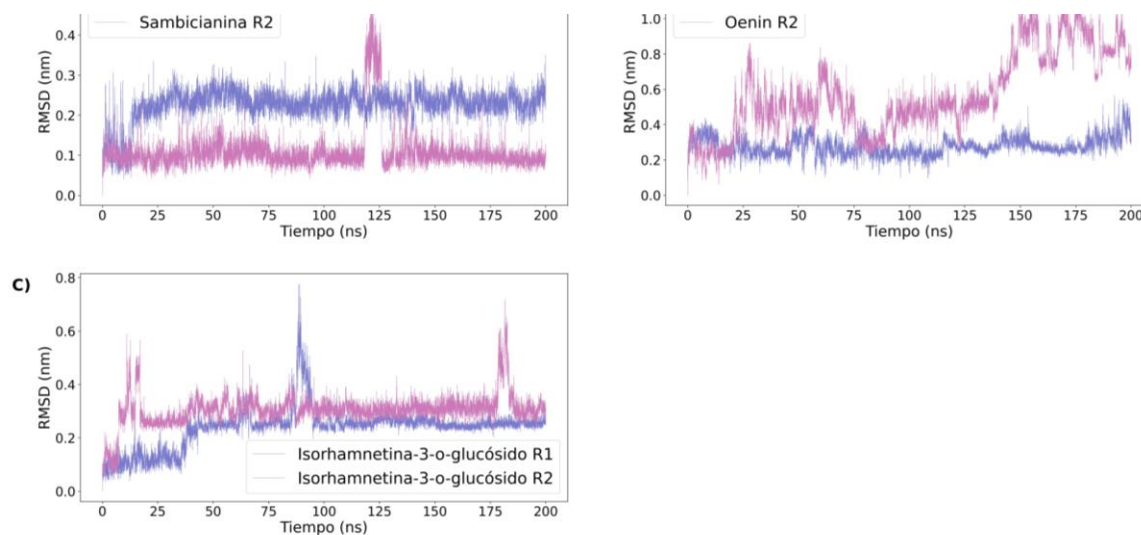 Sambicianina R2
0.4
0.3
0.2
0.1
0.0
RMSD (nm)
0 25 50 75 100 125 150 175 200
Tiempo (ns)
Oenin R2
1.0
0.8
0.6
0.4
0.2
0.0
RMSD (nm)
0 25 50 75 100 125 150 175 200
Tiempo (ns)
C)
0.8
0.6
0.4
0.2
0.0
RMSD (nm)
Isorhamnetina-3-o-glucósido R1
Isorhamnetina-3-o-glucósido R2
0 25 50 75 100 125 150 175 200
Tiempo (ns)